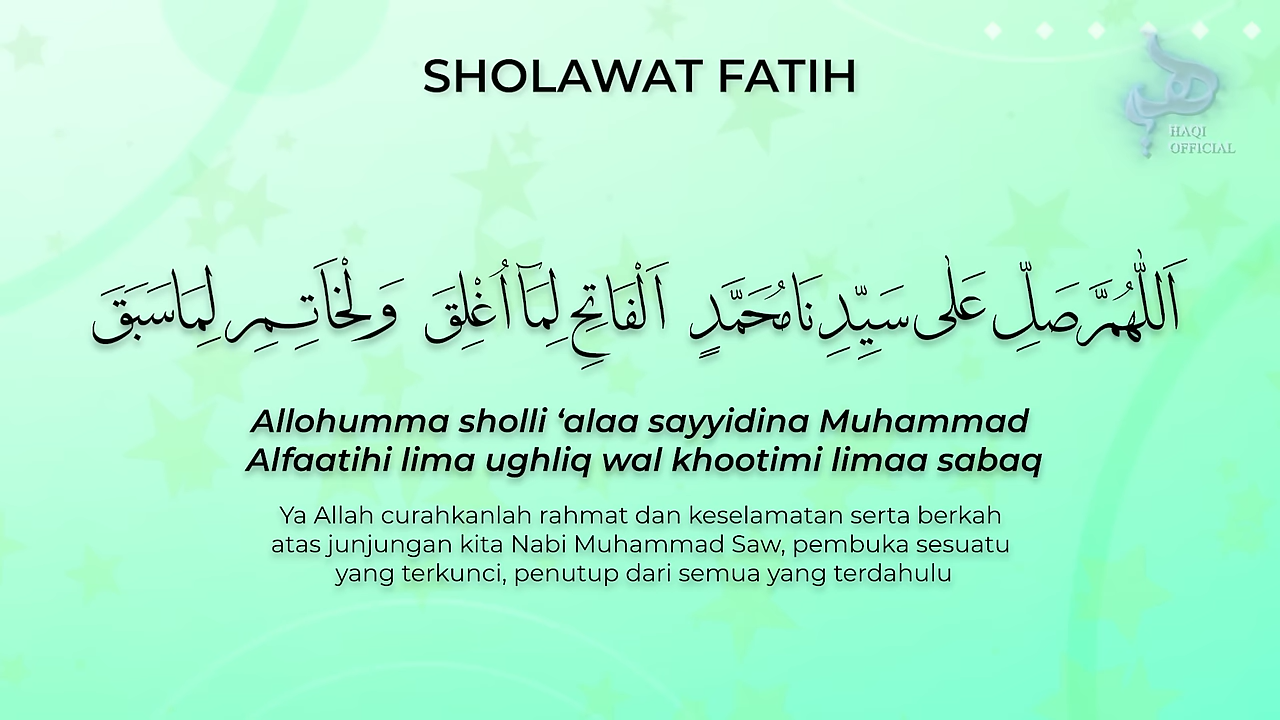 SHOLAWAT FATIH
HAQI
OFFICIAL
اَللّٰهُمَّ صَلِّ عَلٰى سَيِّدِنَا مُحَمَّدٍ اَلْفَاتِحِ لِمَآ اُغْلِقَ وَلْخَاتِمِ لِمَا سَبَقَ
Allohumma sholli ‘alaa sayyidina Muhammad
Alfaatihi lima ughliq wal khootimi limaa sabaq
Ya Allah curahkanlah rahmat dan keselamatan serta berkah
atas junjungan kita Nabi Muhammad Saw, pembuka sesuatu
yang terkunci, penutup dari semua yang terdahulu